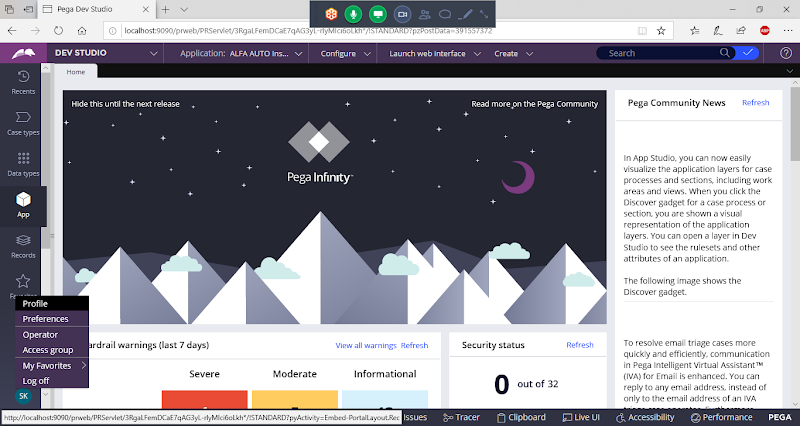 Pega Dev Studio
localhost:9090/prweb/PRServlet/3RgaLFemDCaE7qAG3yL-rlyMlci6oLkh*/!STANDARD?pzPostData=391557372
DEV STUDIO
Application: ALFA AUTO Ins...
Configure
Launch web interface
Create
Search
Home
Recents
Case types
Data types
App
Records
Hide this until the next release
Read more on the Pega Community
Pega Infinity™
Pega Community News
Refresh
In App Studio, you can now easily
visualize the application layers for case
processes and sections, including work
areas and views. When you click the
Discover gadget for a case process or
section, you are shown a visual
representation of the application
layers. You can open a layer in Dev
Studio to see the rulesets and other
attributes of an application.
The following image shows the
Discover gadget.
To resolve email triage cases more
quickly and efficiently, communication
in Pega Intelligent Virtual Assistant™
(IVA) for Email is enhanced. You can
reply to any email address, instead of
only to the email address of an IVA
Profile
Preferences
Operator
Access group
My Favorites
Log off
SK
ardrail warnings (last 7 days)
View all warnings
Refresh
Severe
Moderate
Informational
Security status
Refresh
0 out of 32
http://localhost:9090/prweb/PRServlet/3RgaLFemDCaE7qAG3yL-rlyMlci6oLkh*/!STANDARD?pyActivity=Embed-PortalLayout.Rec
Issues
Tracer
Clipboard
Live UI
Accessibility
Performance
PEGA